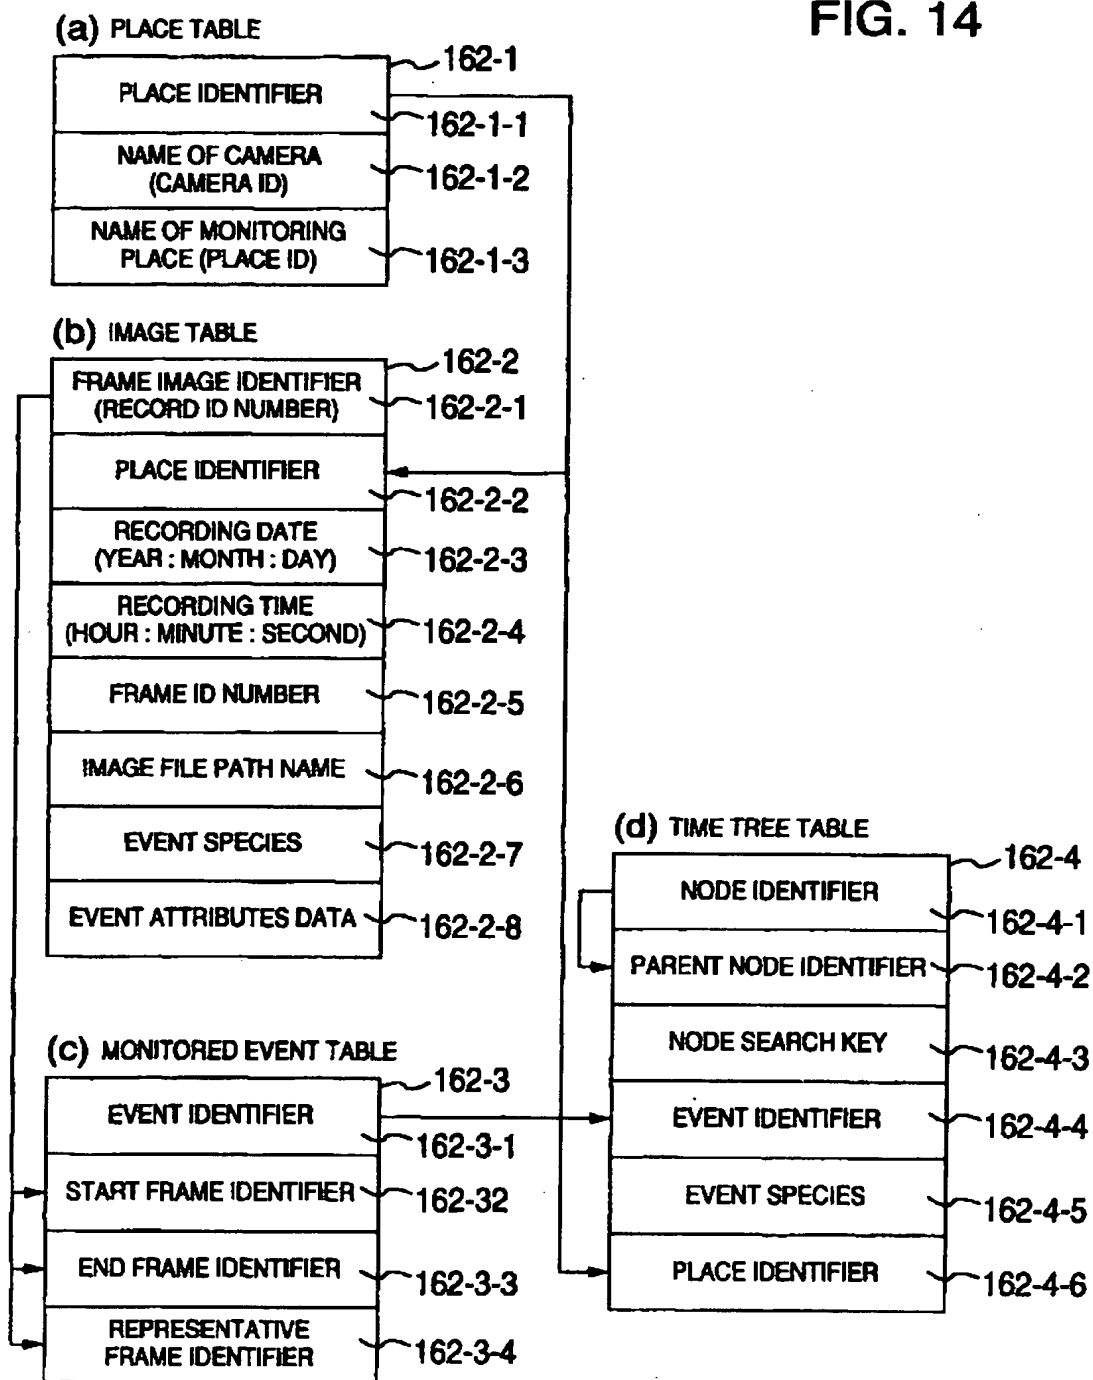 FIG. 14
(a) PLACE TABLE
162-1
PLACE IDENTIFIER
162-1-1
NAME OF CAMERA
(CAMERA ID)
162-1-2
NAME OF MONITORING
PLACE (PLACE ID)
162-1-3
(b) IMAGE TABLE
162-2
FRAME IMAGE IDENTIFIER
(RECORD ID NUMBER)
162-2-1
PLACE IDENTIFIER
162-2-2
RECORDING DATE
(YEAR : MONTH : DAY)
162-2-3
RECORDING TIME
(HOUR : MINUTE : SECOND)
162-2-4
FRAME ID NUMBER
162-2-5
IMAGE FILE PATH NAME
162-2-6
EVENT SPECIES
162-2-7
EVENT ATTRIBUTES DATA
162-2-8
(c) MONITORED EVENT TABLE
162-3
EVENT IDENTIFIER
162-3-1
START FRAME IDENTIFIER
162-32
END FRAME IDENTIFIER
162-3-3
REPRESENTATIVE
FRAME IDENTIFIER
162-3-4
(d) TIME TREE TABLE
162-4
NODE IDENTIFIER
162-4-1
PARENT NODE IDENTIFIER
162-4-2
NODE SEARCH KEY
162-4-3
EVENT IDENTIFIER
162-4-4
EVENT SPECIES
162-4-5
PLACE IDENTIFIER
162-4-6